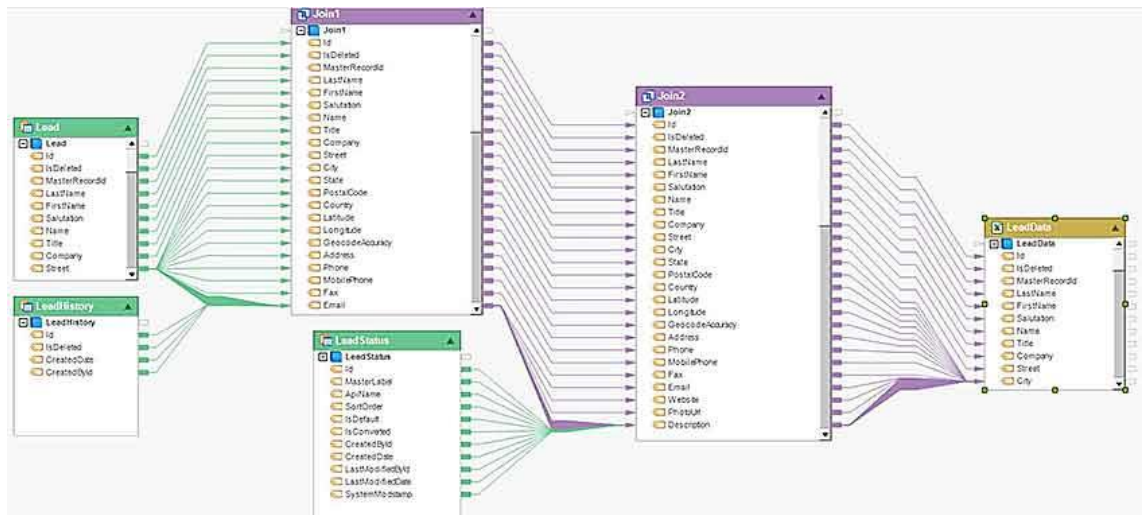 Lead
Lead
Id
IsDeleted
MasterRecordId
LastName
FirstName
Salutation
Name
Title
Company
Street
LeadHistory
LeadHistory
Id
IsDeleted
CreatedDate
CreatedById
Join1
Join1
Id
IsDeleted
MasterRecordId
LastName
FirstName
Salutation
Name
Title
Company
Street
City
State
PostalCode
Country
Latitude
Longitude
GeocodeAccuracy
Address
Phone
MobilePhone
Fax
Email
LeadStatus
LeadStatus
Id
MasterLabel
ApiName
SortOrder
IsDefault
IsConverted
CreatedById
CreatedDate
LastModifiedById
LastModifiedDate
SystemModstamp
Join2
Join2
Id
IsDeleted
MasterRecordId
LastName
FirstName
Salutation
Name
Title
Company
Street
City
State
PostalCode
Country
Latitude
Longitude
GeocodeAccuracy
Address
Phone
MobilePhone
Fax
Email
Website
PhotoUrl
Description
LeadData
LeadData
Id
IsDeleted
MasterRecordId
LastName
FirstName
Salutation
Name
Title
Company
Street
City